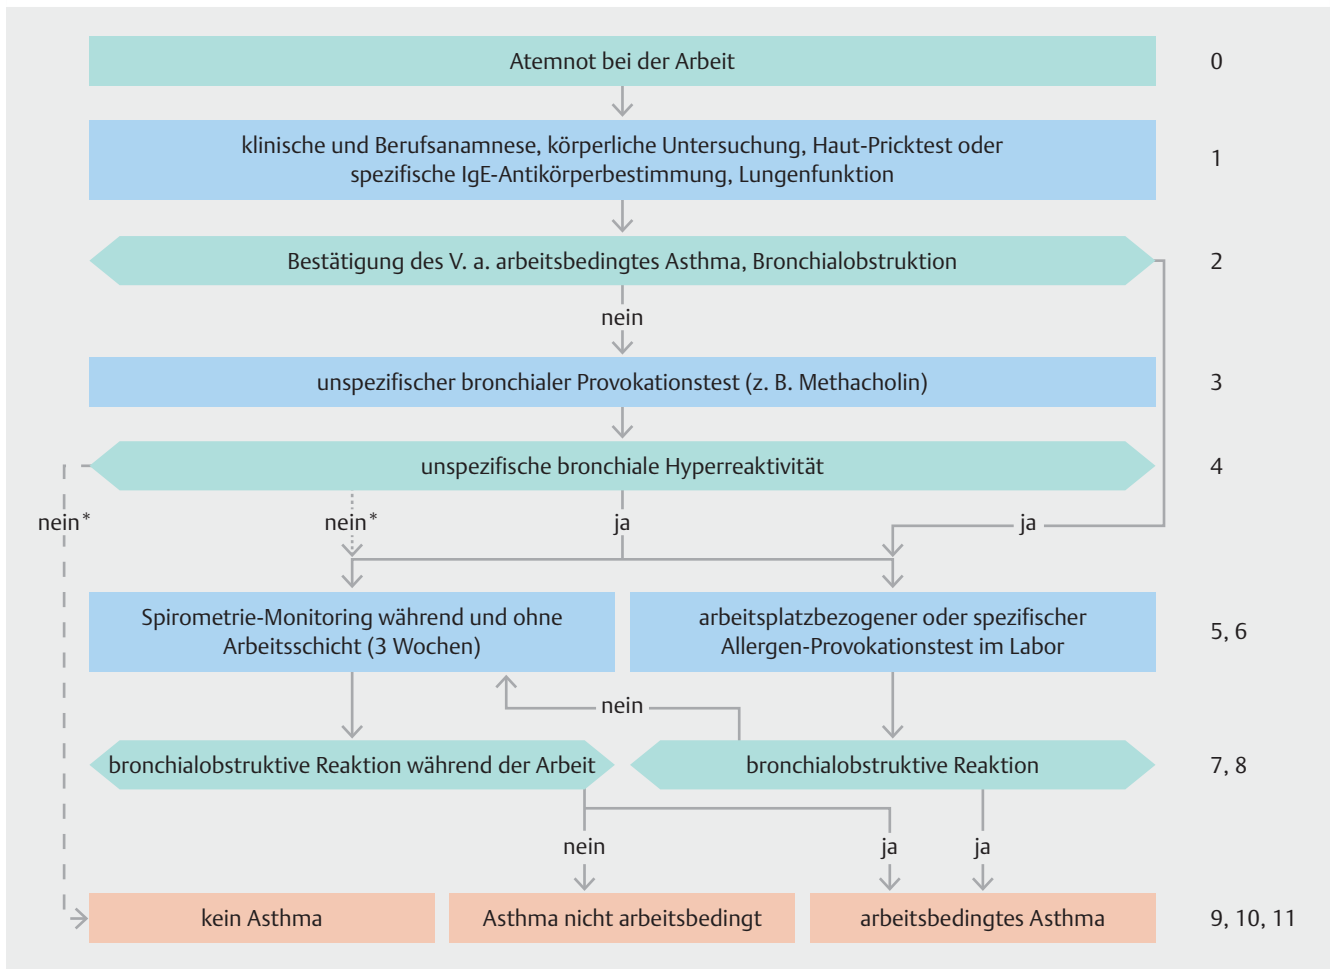 Atemnot bei der Arbeit
0
klinische und Berufsanamnese, körperliche Untersuchung, Haut-Pricktest oder
spezifische IgE-Antikörperbestimmung, Lungenfunktion
1
Bestätigung des V. a. arbeitsbedingtes Asthma, Bronchialobstruktion
2
nein
unspezifischer bronchialer Provokationstest (z. B. Methacholin)
3
unspezifische bronchiale Hyperreaktivität
4
nein*
nein*
ja
ja
Spirometrie-Monitoring während und ohne
Arbeitsschicht (3 Wochen)
arbeitsplatzbezogener oder spezifischer
Allergen-Provokationstest im Labor
5, 6
nein
bronchialobstruktive Reaktion während der Arbeit
bronchialobstruktive Reaktion
7, 8
nein
ja
ja
kein Asthma
Asthma nicht arbeitsbedingt
arbeitsbedingtes Asthma
9, 10, 11